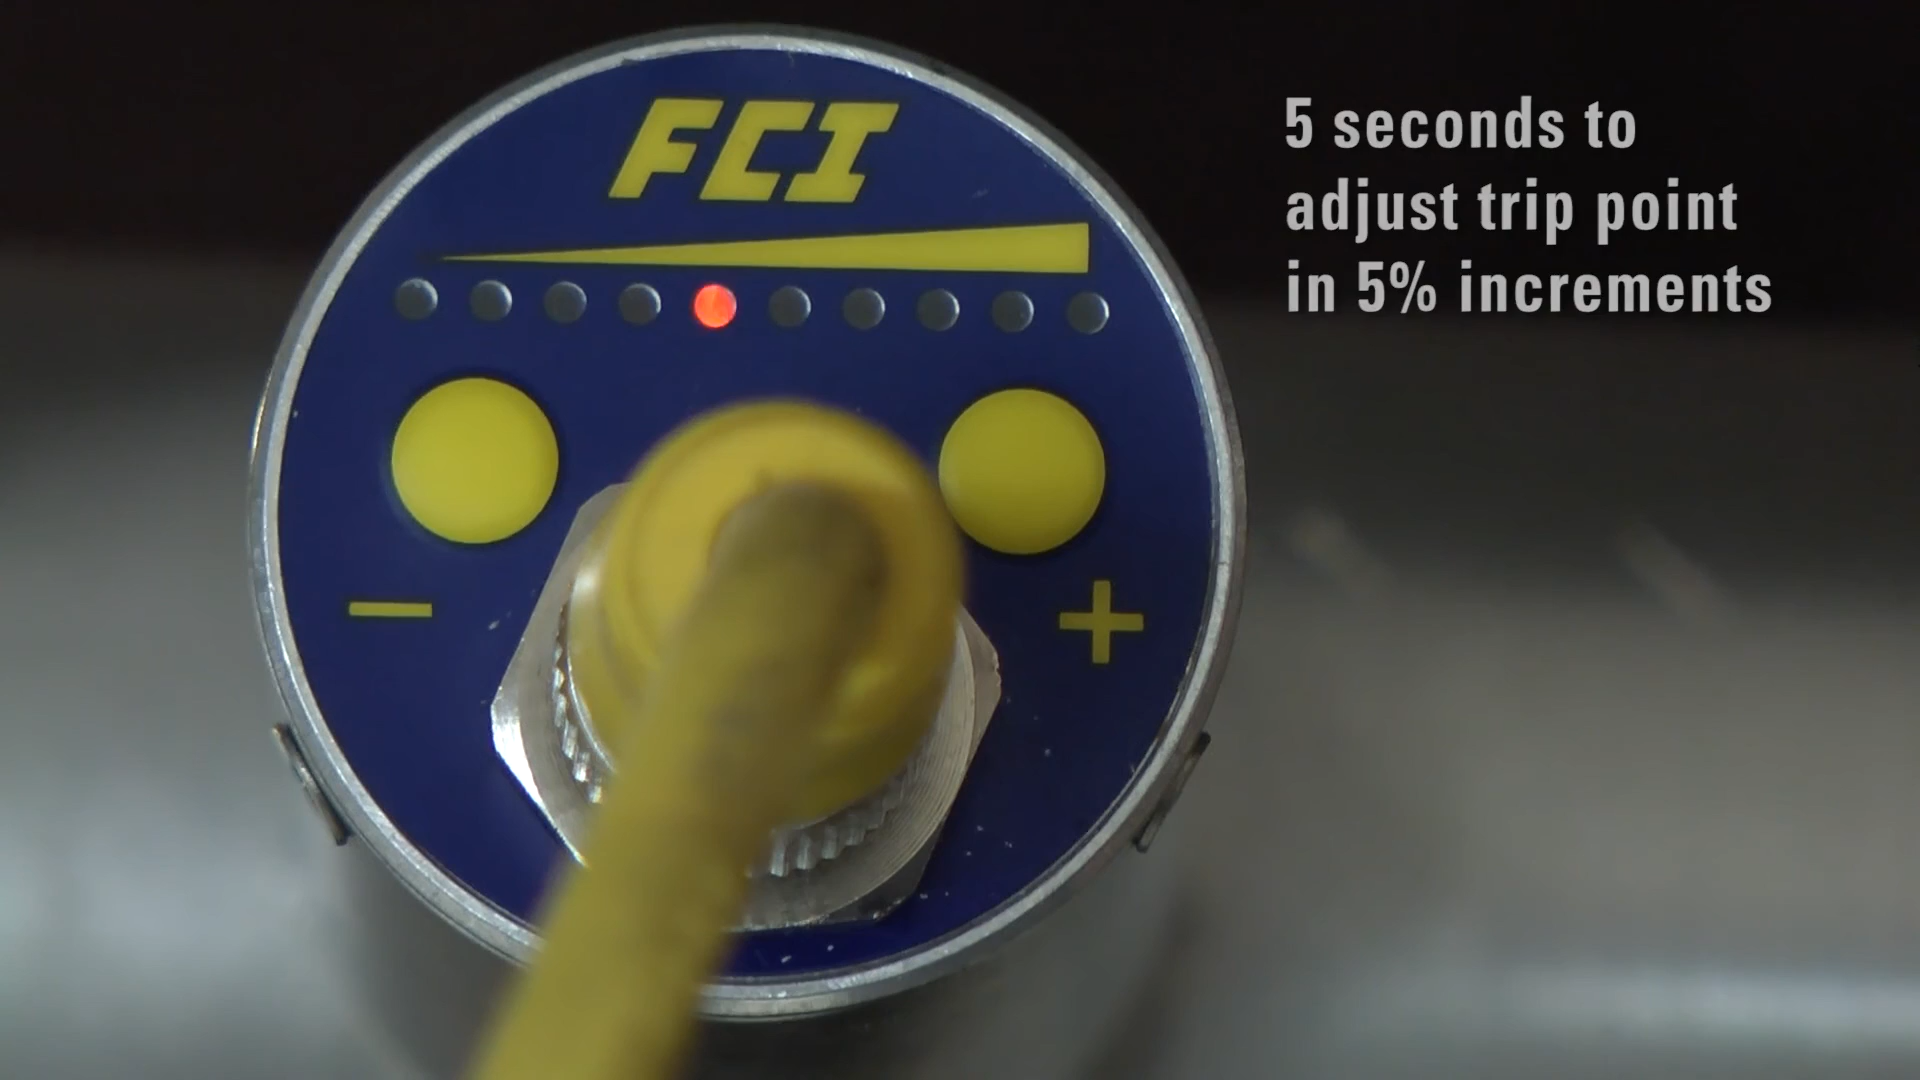 FCI
5 seconds to
adjust trip point
in 5% increments
− +